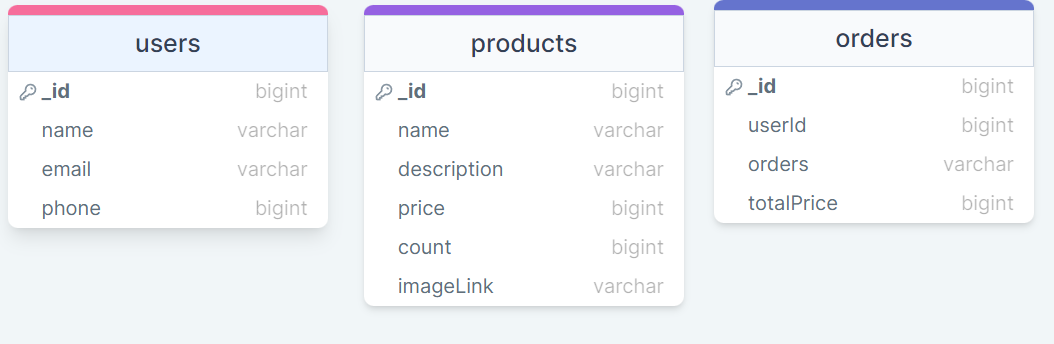 users
_id bigint
name varchar
email varchar
phone bigint
products
_id bigint
name varchar
description varchar
price bigint
count bigint
imageLink varchar
orders
_id bigint
userId bigint
orders varchar
totalPrice bigint